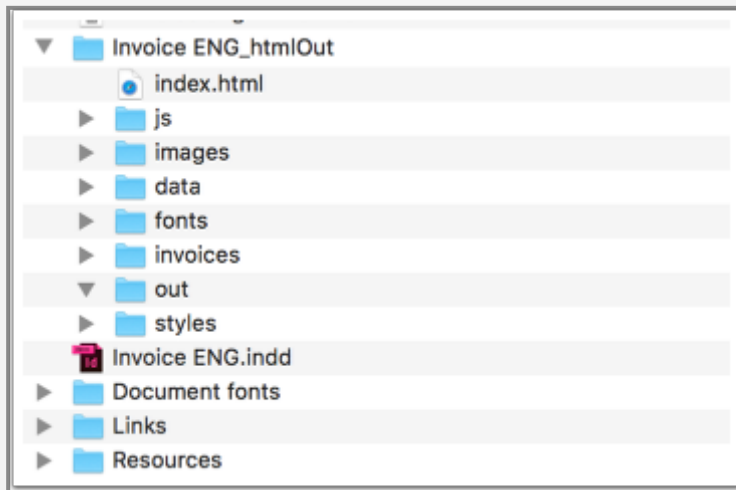 Invoice ENG_htmlOut
index.html
js
images
data
fonts
invoices
out
styles
Invoice ENG.indd
Document fonts
Links
Resources